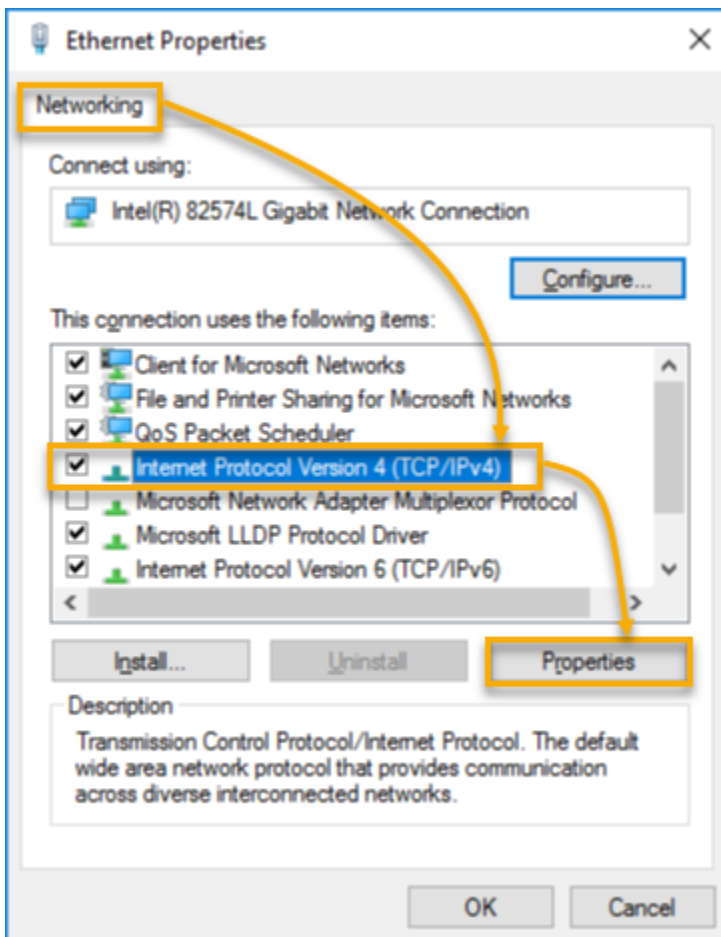 Ethernet Properties
Networking
Connect using:
Intel(R) 82574L Gigabit Network Connection
Configure...
This connection uses the following items:
Client for Microsoft Networks
File and Printer Sharing for Microsoft Networks
QoS Packet Scheduler
Internet Protocol Version 4 (TCP/IPv4)
Microsoft Network Adapter Multiplexor Protocol
Microsoft LLDP Protocol Driver
Internet Protocol Version 6 (TCP/IPv6)
Install... Uninstall Properties
Description
Transmission Control Protocol/Internet Protocol. The default
wide area network protocol that provides communication
across diverse interconnected networks.
OK Cancel